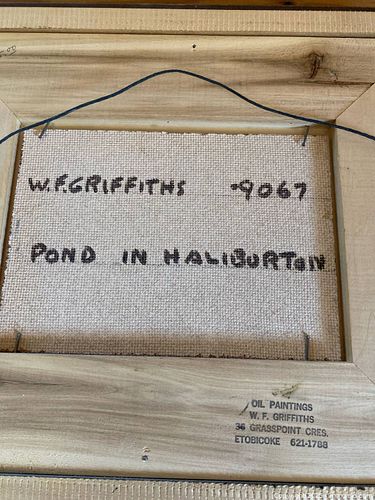 W.F.GRIFFITHS -9067
POND IN HALIBURTON
OIL PAINTINGS
W. F. GRIFFITHS
36 GRASSPOINT CRES.
ETOBICOKE 621-1788